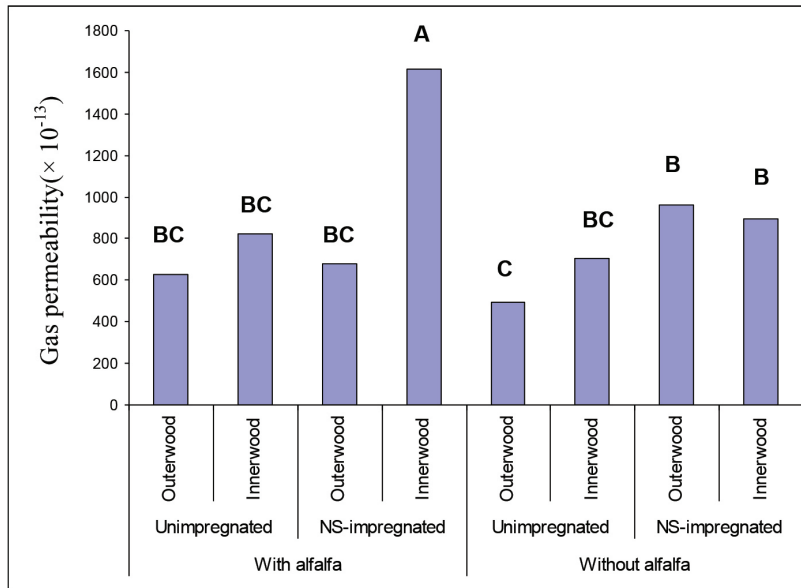 Gas permeability(× 10⁻¹³)
1800
1600
1400
1200
1000
800
600
400
200
0
BC
BC
BC
A
C
BC
B
B
Outerwood
Innerwood
Outerwood
Innerwood
Outerwood
Innerwood
Outerwood
Innerwood
Unimpregnated
NS-impregnated
Unimpregnated
NS-impregnated
With alfalfa
Without alfalfa